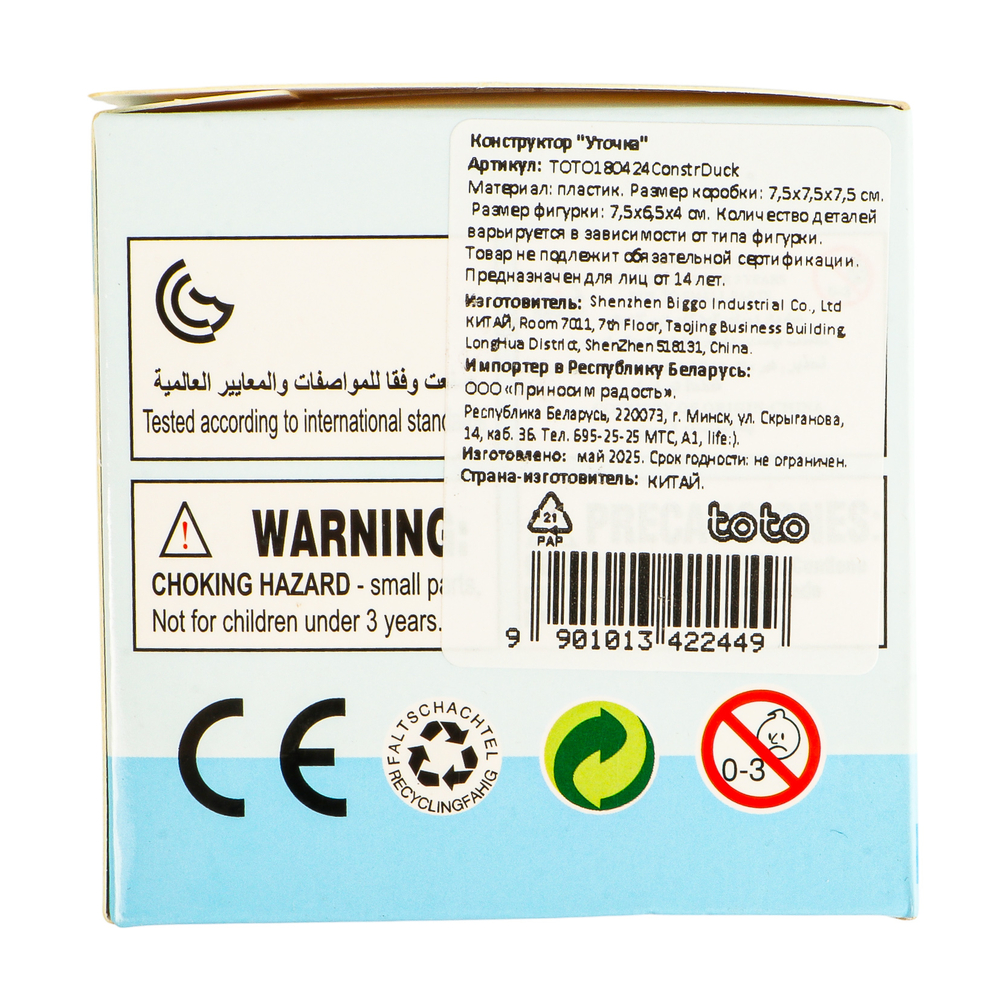 Конструктор "Уточка"
Артикул: TOTO180424ConstrDuck
Материал: пластик. Размер коробки: 7,5x7,5x7,5 см.
Размер фигурки: 7,5x6,5x4 см. Количество деталей
варьируется в зависимости от типа фигурки.
Товар не подлежит обязательной сертификации.
Предназначен для лиц от 14 лет.
Изготовитель: Shenzhen Biggo Industrial Co., Ltd
КИТАЙ, Room 7011, 7th Floor, Taojing Business Building,
LongHua District, ShenZhen 518131, China.
Импортер в Республику Беларусь:
ООО «Приносим радость».
Республика Беларусь, 220073, г. Минск, ул. Скрыганова,
14, каб. 36. Тел. 695-25-25 МТС, А1, life:).
Изготовлено: май 2025. Срок годности: не ограничен.
Страна-изготовитель: КИТАЙ.
21
PAP
toto
9 901013 422449
وفقا للمواصفات والمعايير العالمية
Tested according to international stand
WARNING:
CHOKING HAZARD - small parts.
Not for children under 3 years.
CE
FALTSCHACHTEL
RECYCLINGFÄHIG
0-3